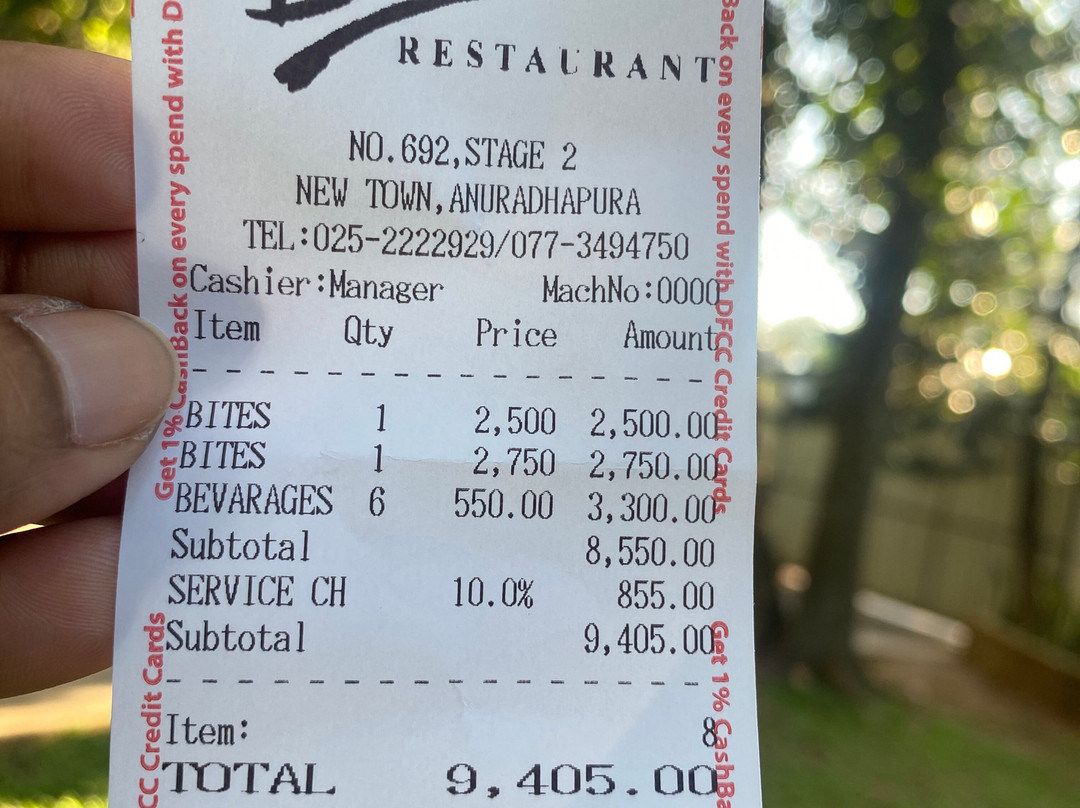 RESTAURANT
NO.692,STAGE 2
NEW TOWN,ANURADHAPURA
TEL:025-2222929/077-3494750
Cashier:Manager MachNo:0000
Item Qty Price Amount
BITES 1 2,500 2,500.00
BITES 1 2,750 2,750.00
BEVARAGES 6 550.00 3,300.00
Subtotal 8,550.00
SERVICE CH 10.0% 855.00
Subtotal 9,405.00
Item: 8
TOTAL 9,405.00
Get 1% CashBack on every spend with D
CC Credit Cards
Back on every spend with DFCC Credit Cards
Get 1% CashBa